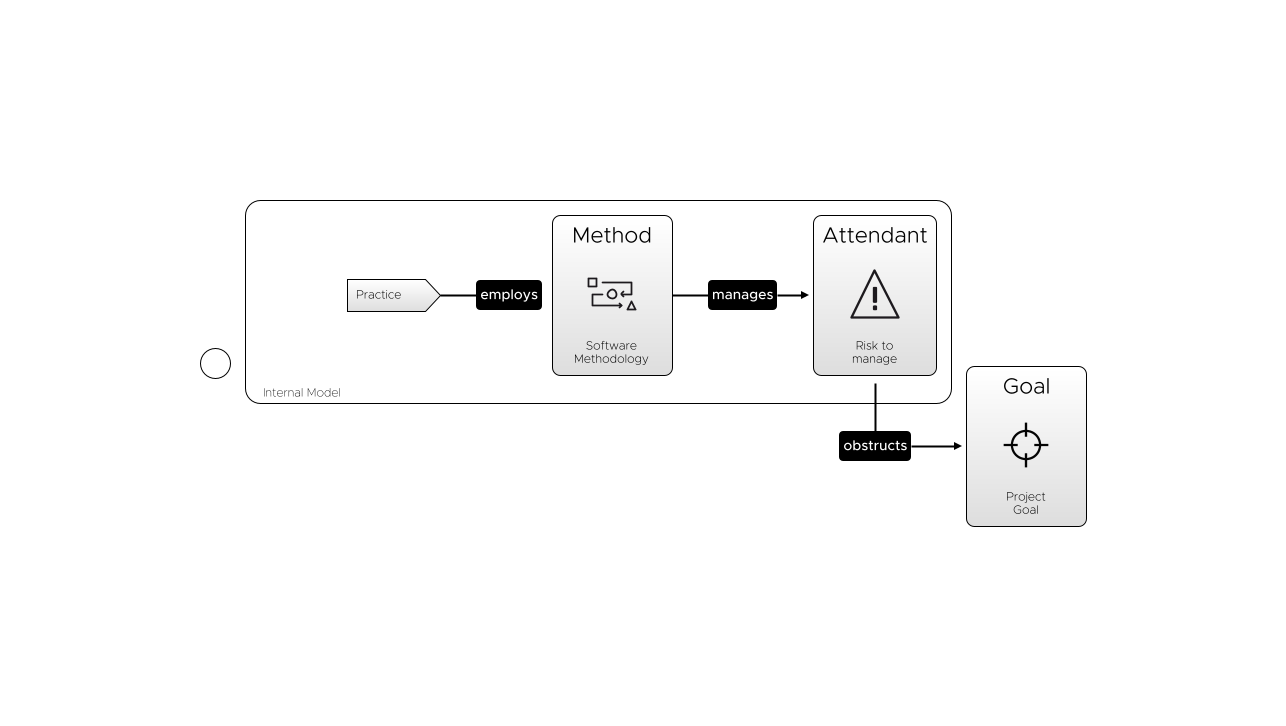 Method
Attendant
Practice
employs
manages
Software
Methodology
Risk to
manage
Internal Model
Goal
obstructs
Project
Goal